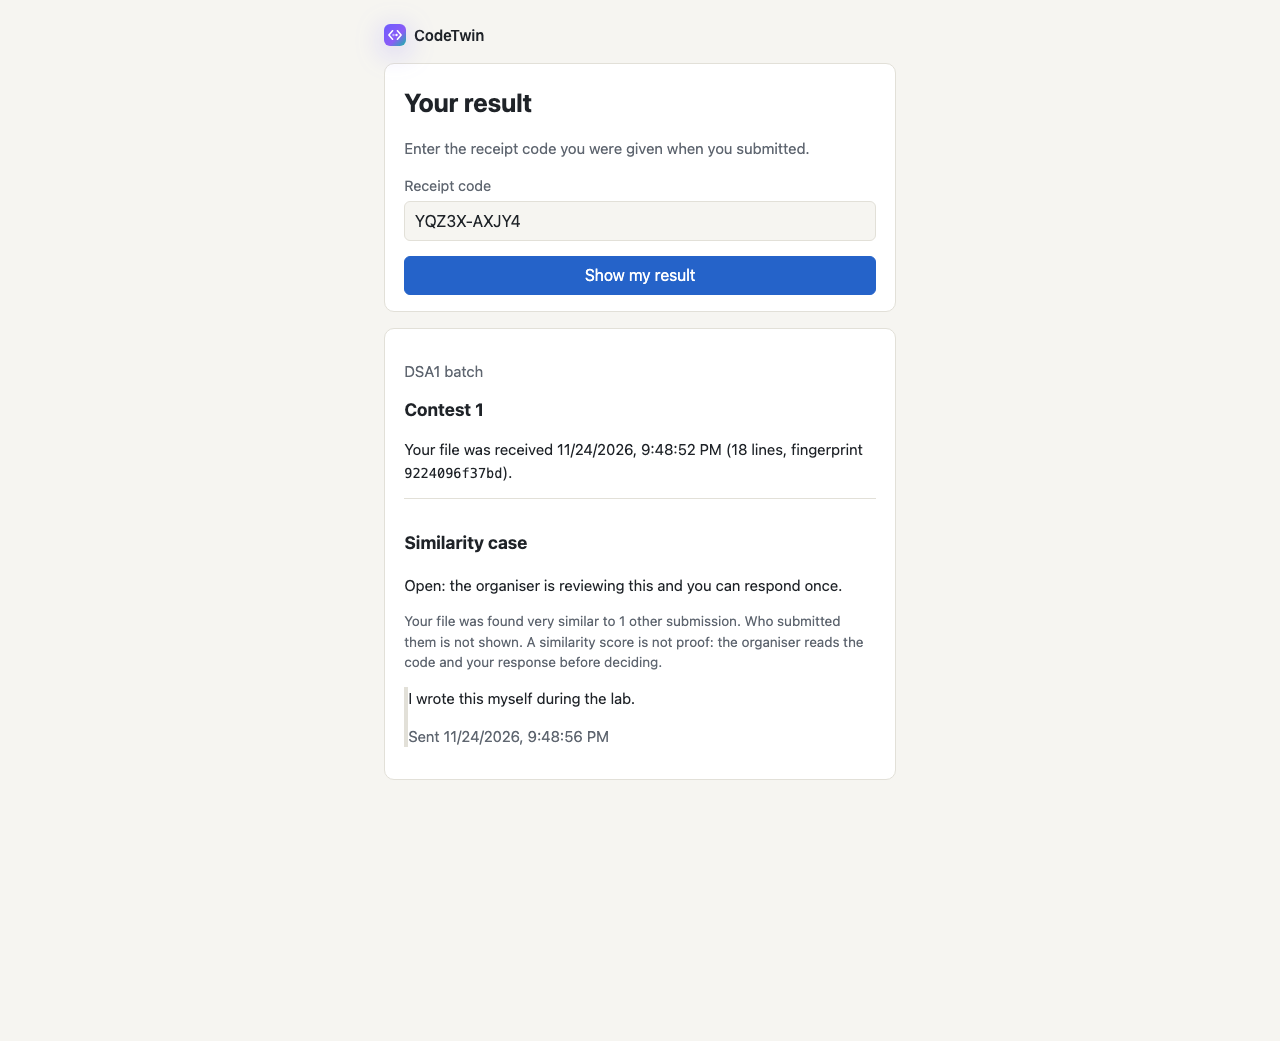 CodeTwin
Your result
Enter the receipt code you were given when you submitted.
Receipt code
YQZ3X-AXJY4
Show my result
DSA1 batch
Contest 1
Your file was received 11/24/2026, 9:48:52 PM (18 lines, fingerprint
9224096f37bd).
Similarity case
Open: the organiser is reviewing this and you can respond once.
Your file was found very similar to 1 other submission. Who submitted
them is not shown. A similarity score is not proof: the organiser reads the
code and your response before deciding.
I wrote this myself during the lab.
Sent 11/24/2026, 9:48:56 PM